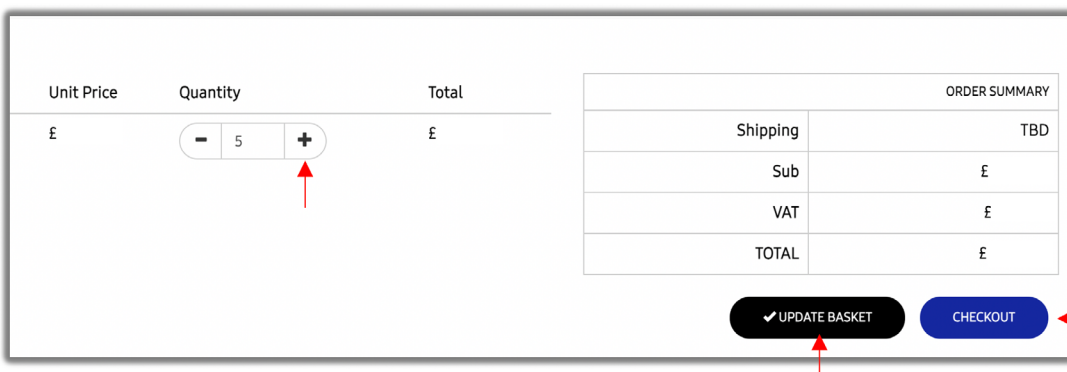 Unit Price Quantity Total
£ - 5 + £
ORDER SUMMARY
Shipping TBD
Sub £
VAT £
TOTAL £
✔ UPDATE BASKET CHECKOUT